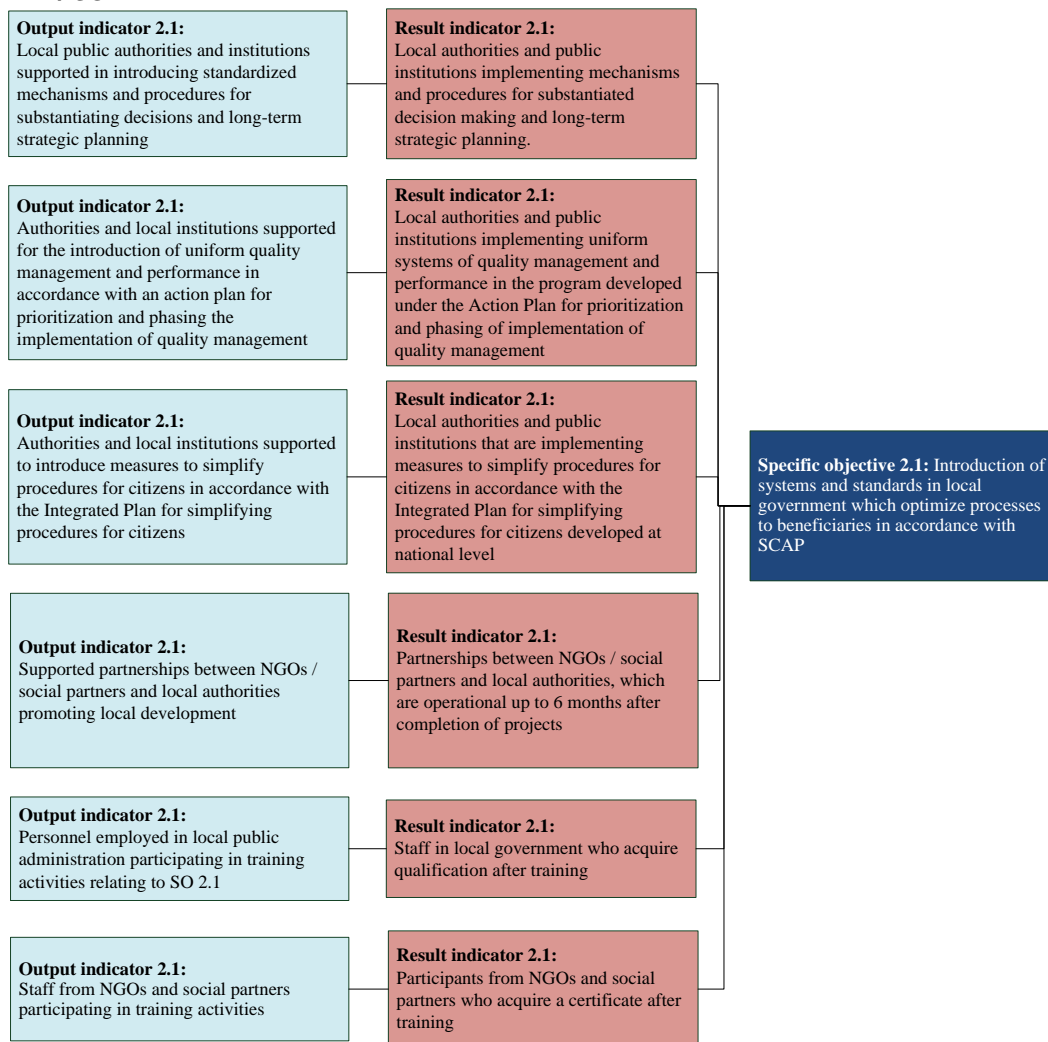 Output indicator 2.1:
Local public authorities and institutions
supported in introducing standardized
mechanisms and procedures for
substantiating decisions and long-term
strategic planning
Result indicator 2.1:
Local authorities and public
institutions implementing mechanisms
and procedures for substantiated
decision making and long-term
strategic planning.
Output indicator 2.1:
Authorities and local institutions supported
for the introduction of uniform quality
management and performance in
accordance with an action plan for
prioritization and phasing the
implementation of quality management
Result indicator 2.1:
Local authorities and public
institutions implementing uniform
systems of quality management and
performance in the program developed
under the Action Plan for prioritization
and phasing of implementation of
quality management
Output indicator 2.1:
Authorities and local institutions supported
to introduce measures to simplify
procedures for citizens in accordance with
the Integrated Plan for simplifying
procedures for citizens
Result indicator 2.1:
Local authorities and public
institutions that are implementing
measures to simplify procedures for
citizens in accordance with the
Integrated Plan for simplifying
procedures for citizens developed at
national level
Specific objective 2.1: Introduction of
systems and standards in local
government which optimize processes
to beneficiaries in accordance with
SCAP
Output indicator 2.1:
Supported partnerships between NGOs /
social partners and local authorities
promoting local development
Result indicator 2.1:
Partnerships between NGOs / social
partners and local authorities, which
are operational up to 6 months after
completion of projects
Output indicator 2.1:
Personnel employed in local public
administration participating in training
activities relating to SO 2.1
Result indicator 2.1:
Staff in local government who acquire
qualification after training
Output indicator 2.1:
Staff from NGOs and social partners
participating in training activities
Result indicator 2.1:
Participants from NGOs and social
partners who acquire a certificate after
training